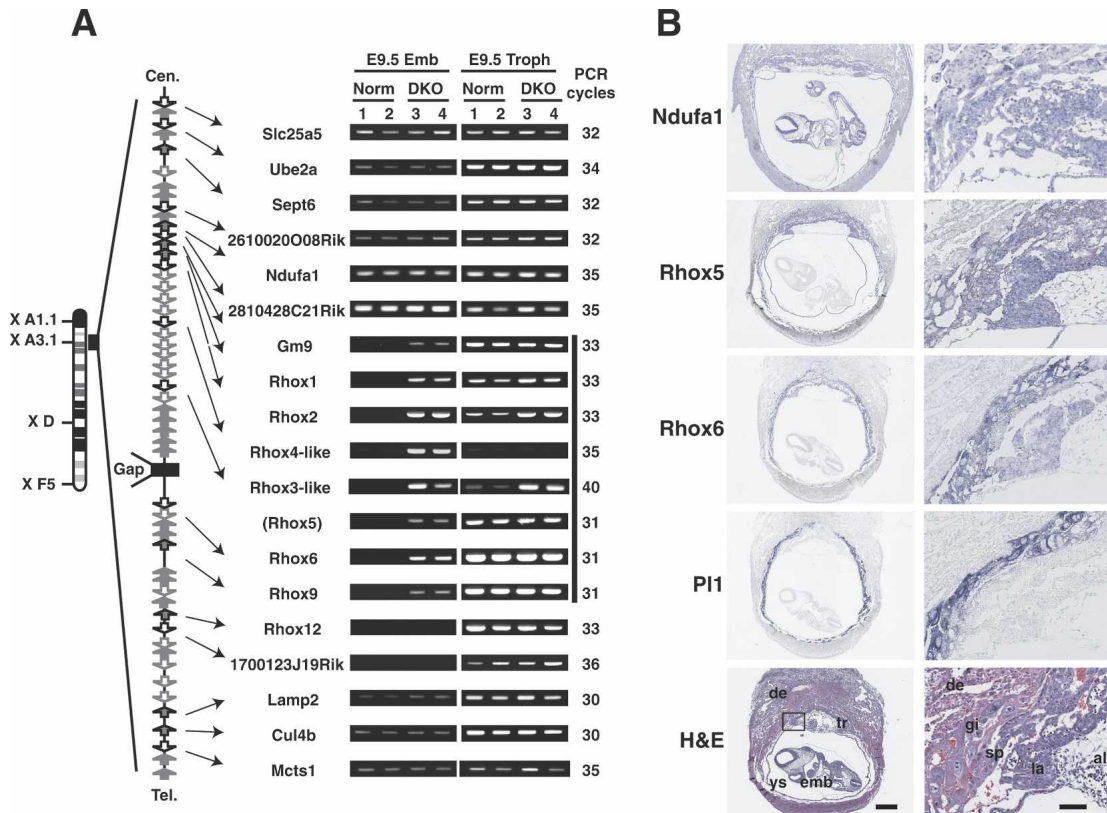 A
B
E9.5 Emb E9.5 Troph
PCR cycles
Norm DKO Norm DKO
1 2 3 4 1 2 3 4
Cen.
Slc25a5 32
Ube2a 34
Sept6 32
2610020O08Rik 32
Ndufa1 35
2810428C21Rik 35
Gm9 33
Rhox1 33
Rhox2 33
Rhox4-like 35
Rhox3-like 40
(Rhox5) 31
Rhox6 31
Rhox9 31
Rhox12 33
1700123J19Rik 36
Lamp2 30
Cul4b 30
Mcts1 35
Tel.
X A1.1
X A3.1
X D
X F5
Gap
Ndufa1
Rhox5
Rhox6
Pl1
H&E
de
tr
ys emb
de
gi
sp
la
al